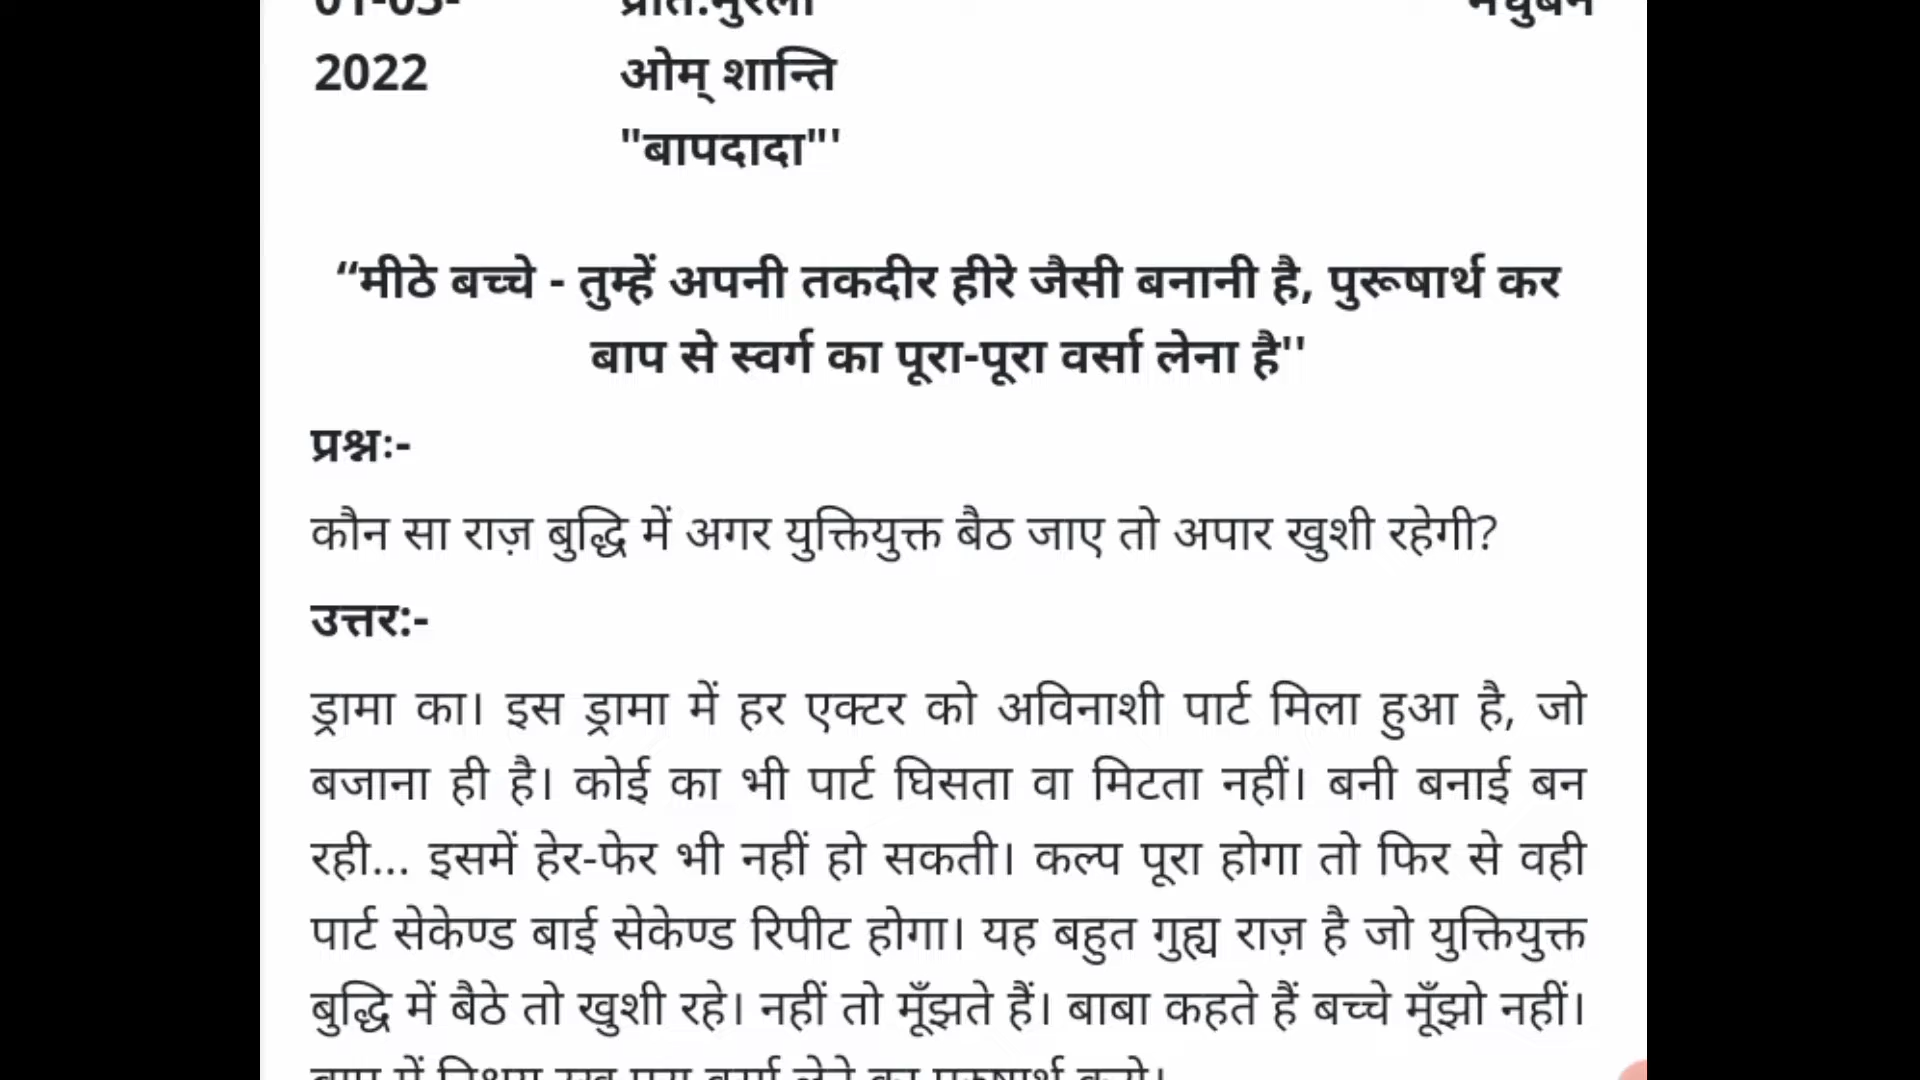 2022
ओम् शान्ति
"बापदादा"'
मधुबन
“मीठे बच्चे - तुम्हें अपनी तकदीर हीरे जैसी बनानी है, पुरूषार्थ कर
बाप से स्वर्ग का पूरा-पूरा वर्सा लेना है''
प्रश्नः-
कौन सा राज़ बुद्धि में अगर युक्तियुक्त बैठ जाए तो अपार खुशी रहेगी?
उत्तर:-
ड्रामा का। इस ड्रामा में हर एक्टर को अविनाशी पार्ट मिला हुआ है, जो
बजाना ही है। कोई का भी पार्ट घिसता वा मिटता नहीं। बनी बनाई बन
रही... इसमें हेर-फेर भी नहीं हो सकती। कल्प पूरा होगा तो फिर से वही
पार्ट सेकेण्ड बाई सेकेण्ड रिपीट होगा। यह बहुत गुह्य राज़ है जो युक्तियुक्त
बुद्धि में बैठे तो खुशी रहे। नहीं तो मूँझते हैं। बाबा कहते हैं बच्चे मूँझो नहीं।